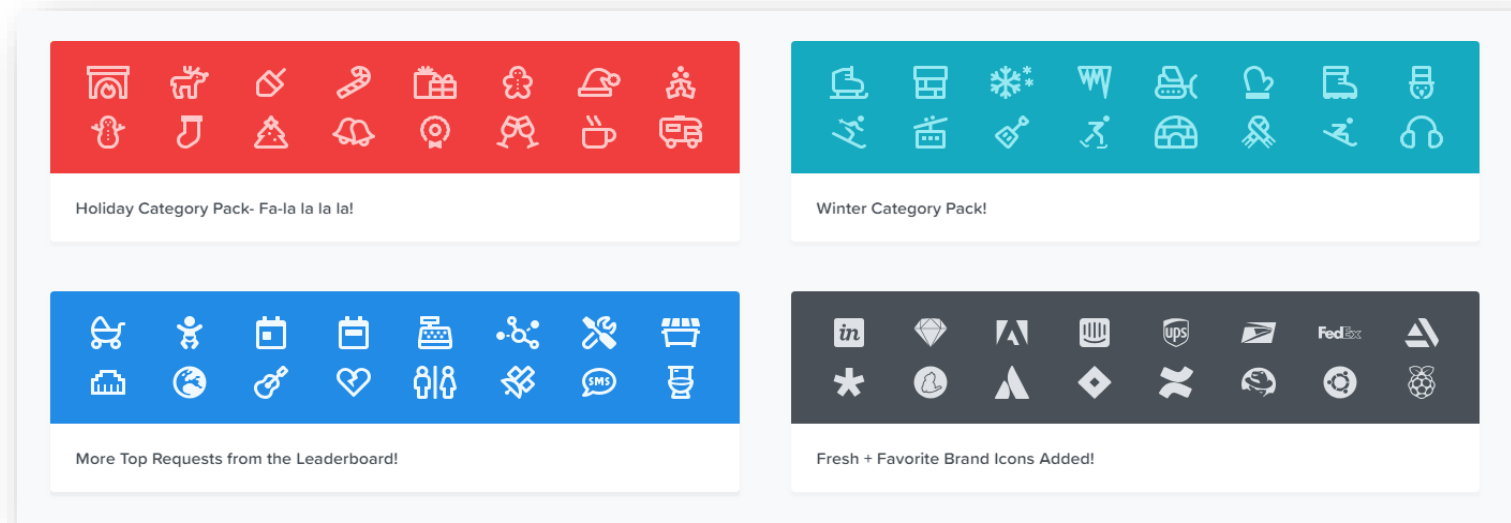 Holiday Category Pack- Fa-la la la la!
Winter Category Pack!
SMS
More Top Requests from the Leaderboard!
in
ups
FedEx
Fresh + Favorite Brand Icons Added!